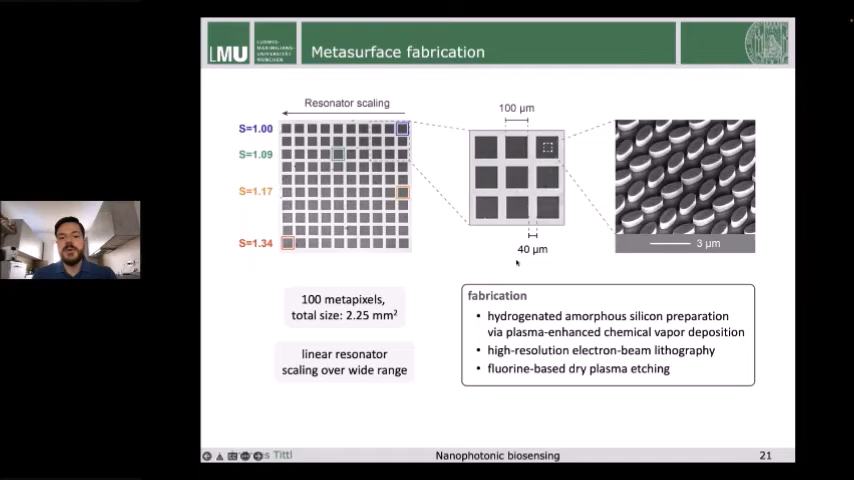 LMU
LUDWIG-
MAXIMILIANS-
UNIVERSITÄT
MÜNCHEN
Metasurface fabrication
Resonator scaling
S=1.00
S=1.09
S=1.17
S=1.34
100 μm
40 μm
3 μm
100 metapixels,
total size: 2.25 mm²
linear resonator
scaling over wide range
fabrication
• hydrogenated amorphous silicon preparation
via plasma-enhanced chemical vapor deposition
• high-resolution electron-beam lithography
• fluorine-based dry plasma etching
Tittl
Nanophotonic biosensing
21